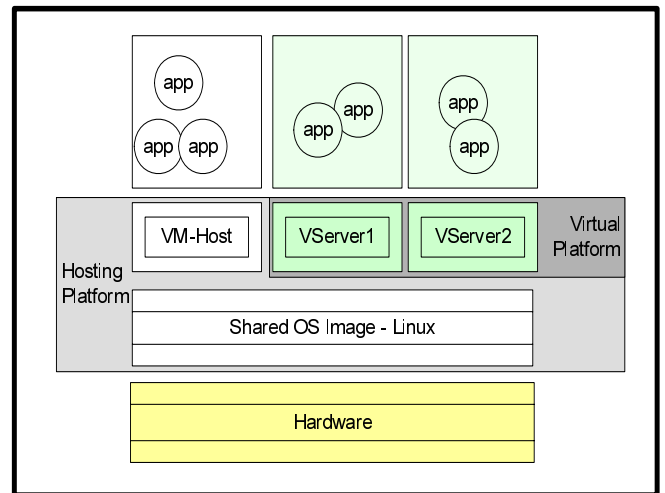 app
app
app
app
app
app
app
VM-Host
VServer1
VServer2
Virtual
Platform
Hosting
Platform
Shared OS Image - Linux
Hardware